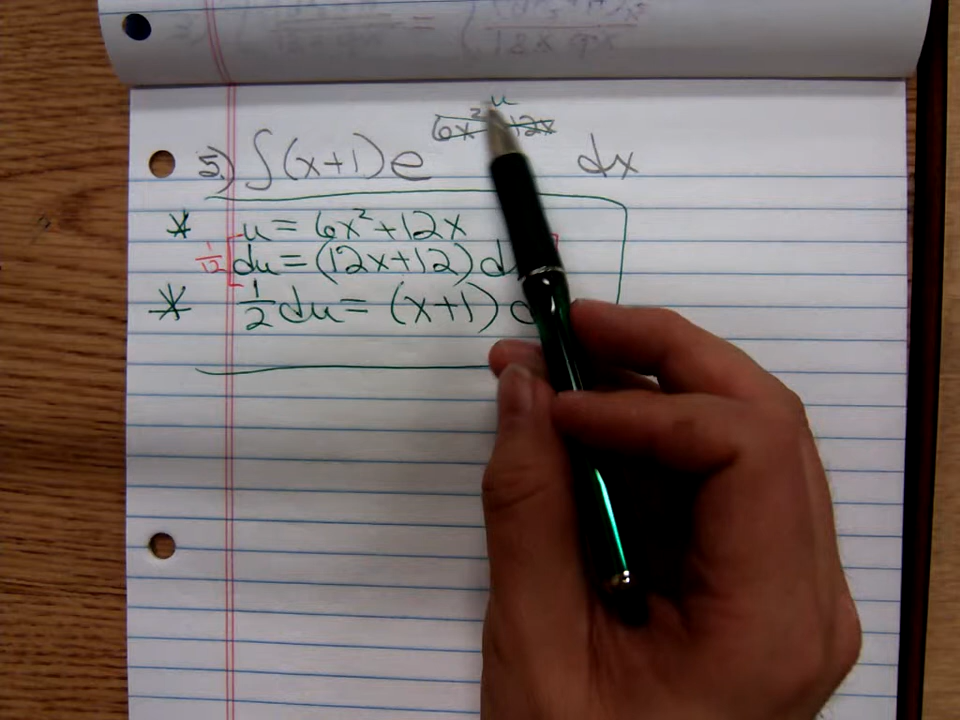 5.) ∫(x+1)e^{6x²+12x} dx
u
* u = 6x²+12x
1/12 du = (12x+12) d
* 1/2 du = (x+1) d